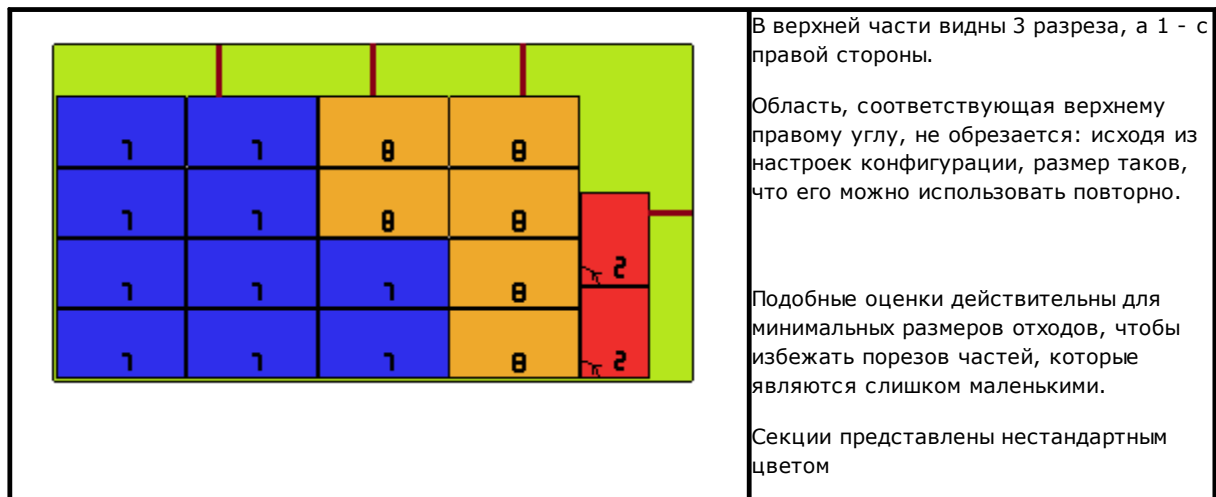 В верхней части видны 3 разреза, а 1 - с
правой стороны.
Область, соответствующая верхнему
правому углу, не обрезается: исходя из
настроек конфигурации, размер таков,
что его можно использовать повторно.
Подобные оценки действительны для
минимальных размеров отходов, чтобы
избежать порезов частей, которые
являются слишком маленькими.
Секции представлены нестандартным
цветом